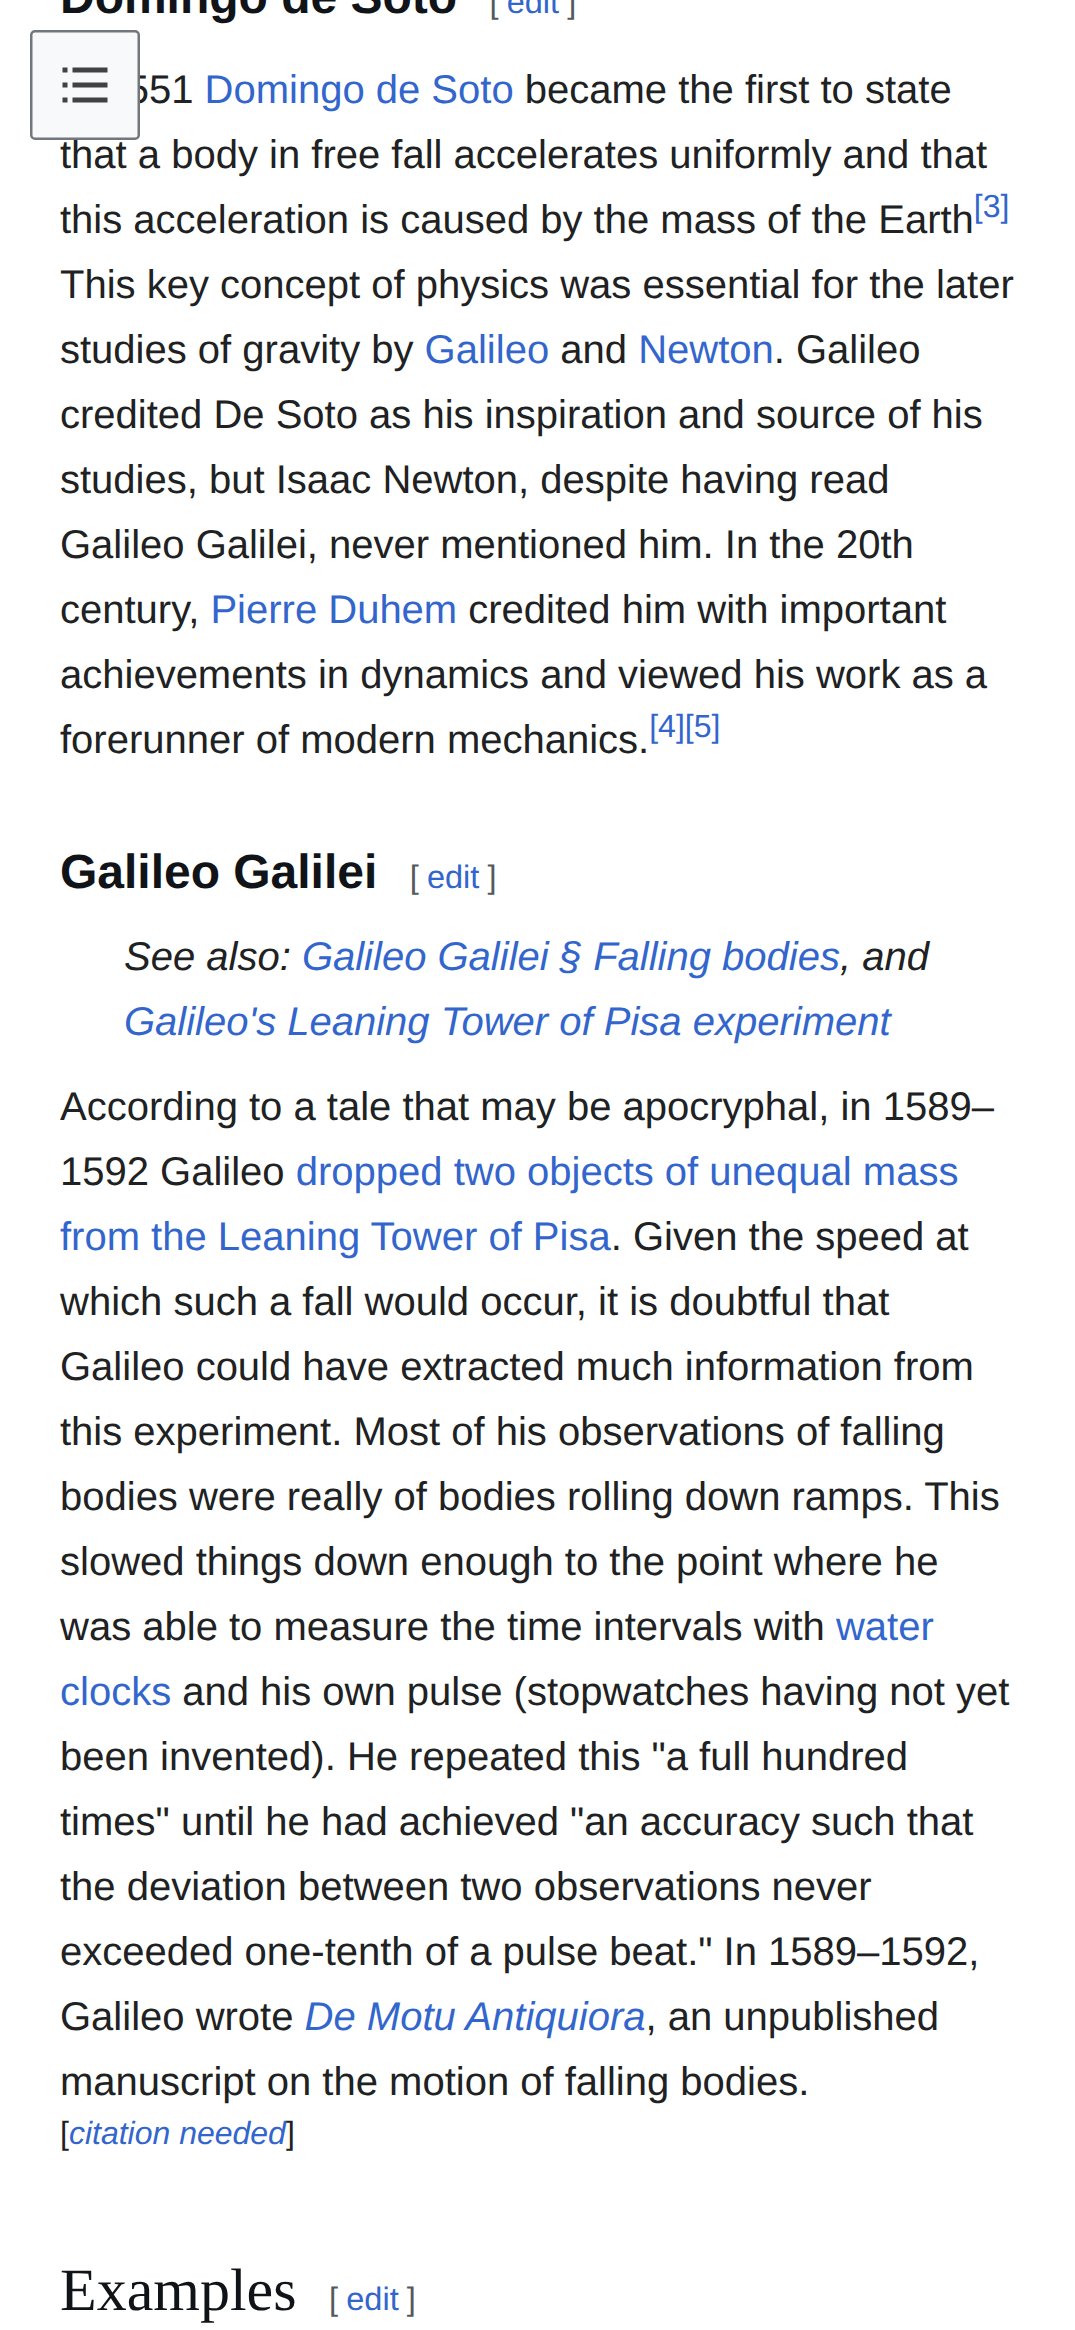 Domingo de Soto [ edit ]
551 Domingo de Soto became the first to state
that a body in free fall accelerates uniformly and that
this acceleration is caused by the mass of the Earth[3]
This key concept of physics was essential for the later
studies of gravity by Galileo and Newton. Galileo
credited De Soto as his inspiration and source of his
studies, but Isaac Newton, despite having read
Galileo Galilei, never mentioned him. In the 20th
century, Pierre Duhem credited him with important
achievements in dynamics and viewed his work as a
forerunner of modern mechanics.[4][5]
Galileo Galilei [ edit ]
See also: Galileo Galilei § Falling bodies, and
Galileo's Leaning Tower of Pisa experiment
According to a tale that may be apocryphal, in 1589–
1592 Galileo dropped two objects of unequal mass
from the Leaning Tower of Pisa. Given the speed at
which such a fall would occur, it is doubtful that
Galileo could have extracted much information from
this experiment. Most of his observations of falling
bodies were really of bodies rolling down ramps. This
slowed things down enough to the point where he
was able to measure the time intervals with water
clocks and his own pulse (stopwatches having not yet
been invented). He repeated this "a full hundred
times" until he had achieved "an accuracy such that
the deviation between two observations never
exceeded one-tenth of a pulse beat." In 1589–1592,
Galileo wrote De Motu Antiquiora, an unpublished
manuscript on the motion of falling bodies.
[citation needed]
Examples [ edit ]